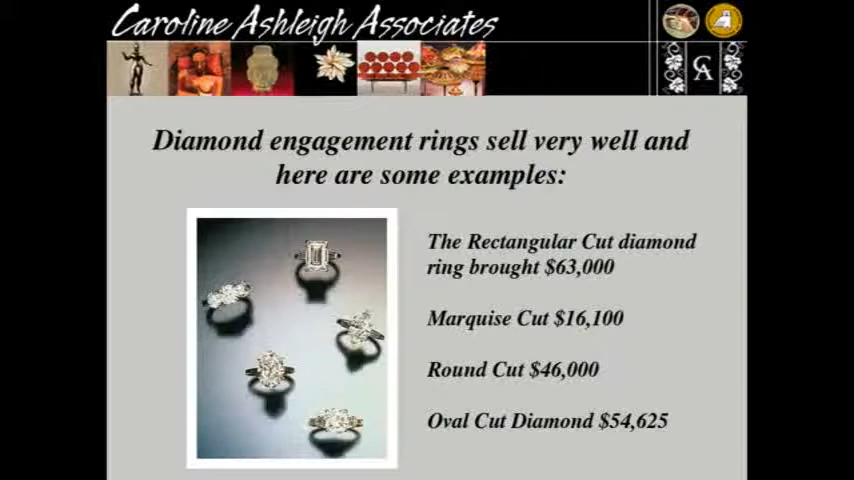 Caroline Ashleigh Associates
CA
Diamond engagement rings sell very well and
here are some examples:
The Rectangular Cut diamond
ring brought $63,000
Marquise Cut $16,100
Round Cut $46,000
Oval Cut Diamond $54,625